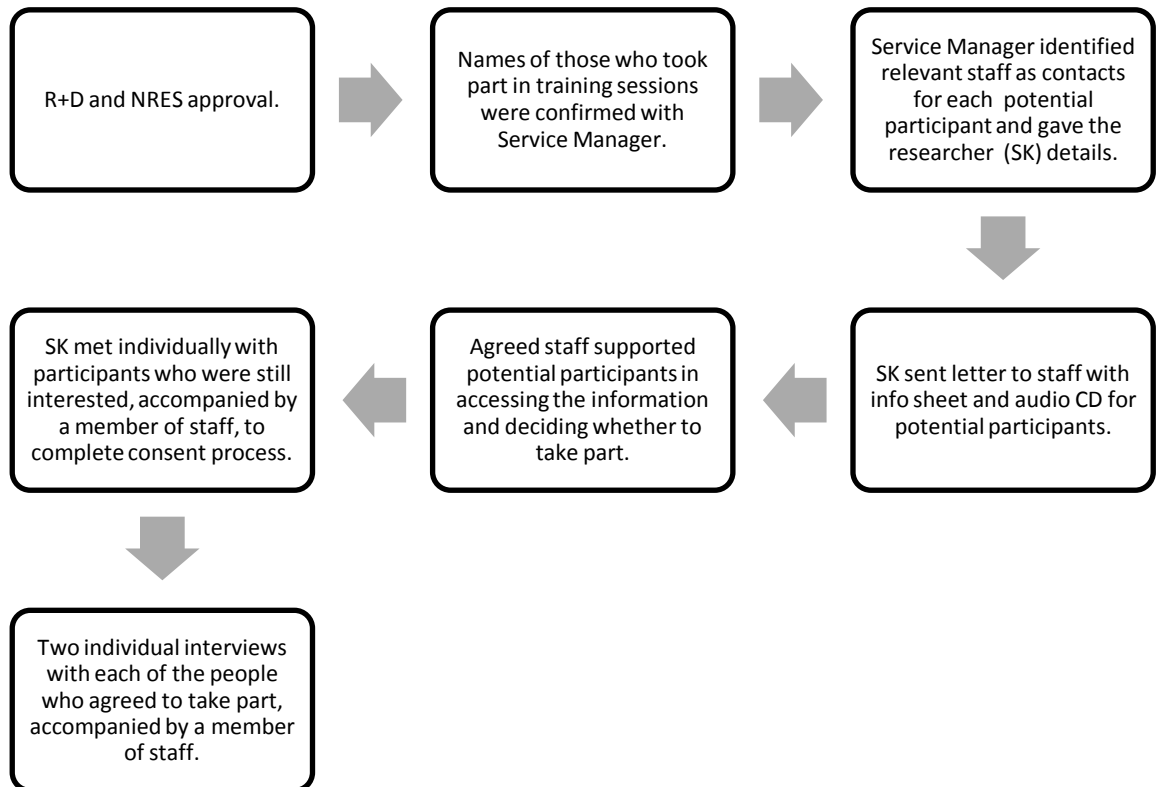 R+D and NRES approval.
Names of those who took
part in training sessions
were confirmed with
Service Manager.
Service Manager identified
relevant staff as contacts
for each potential
participant and gave the
researcher (SK) details.
SK sent letter to staff with
info sheet and audio CD for
potential participants.
Agreed staff supported
potential participants in
accessing the information
and deciding whether to
take part.
SK met individually with
participants who were still
interested, accompanied by
a member of staff, to
complete consent process.
Two individual interviews
with each of the people
who agreed to take part,
accompanied by a member
of staff.